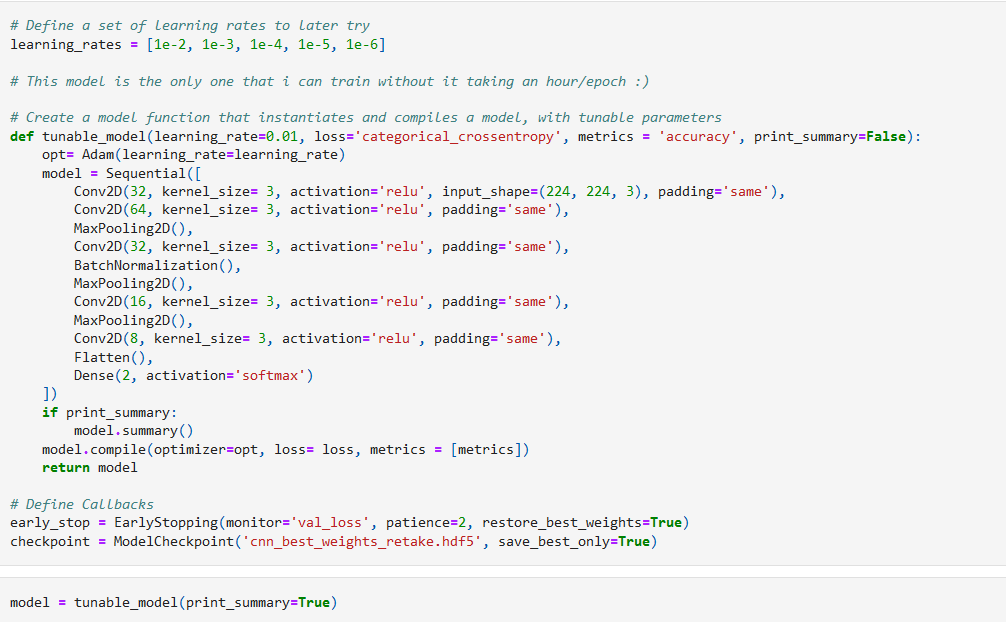 # Define a set of learning rates to later try
learning_rates = [1e-2, 1e-3, 1e-4, 1e-5, 1e-6]
# This model is the only one that i can train without it taking an hour/epoch :)
# Create a model function that instantiates and compiles a model, with tunable parameters
def tunable_model(learning_rate=0.01, loss='categorical_crossentropy', metrics = 'accuracy', print_summary=False):
    opt= Adam(learning_rate=learning_rate)
    model = Sequential([
        Conv2D(32, kernel_size= 3, activation='relu', input_shape=(224, 224, 3), padding='same'),
        Conv2D(64, kernel_size= 3, activation='relu', padding='same'),
        MaxPooling2D(),
        Conv2D(32, kernel_size= 3, activation='relu', padding='same'),
        BatchNormalization(),
        MaxPooling2D(),
        Conv2D(16, kernel_size= 3, activation='relu', padding='same'),
        MaxPooling2D(),
        Conv2D(8, kernel_size= 3, activation='relu', padding='same'),
        Flatten(),
        Dense(2, activation='softmax')
    ])
    if print_summary:
        model.summary()
    model.compile(optimizer=opt, loss= loss, metrics = [metrics])
    return model
# Define Callbacks
early_stop = EarlyStopping(monitor='val_loss', patience=2, restore_best_weights=True)
checkpoint = ModelCheckpoint('cnn_best_weights_retake.hdf5', save_best_only=True)
model = tunable_model(print_summary=True)